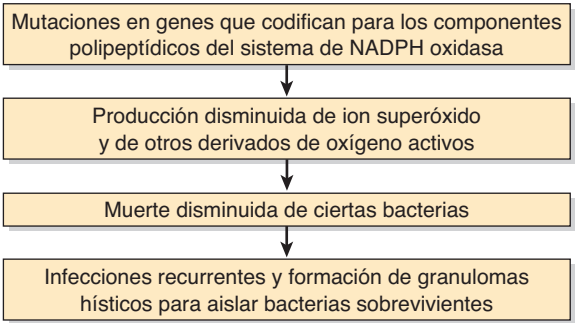 Mutaciones en genes que codifican para los componentes
polipeptídicos del sistema de NADPH oxidasa
Producción disminuida de ion superóxido
y de otros derivados de oxígeno activos
Muerte disminuida de ciertas bacterias
Infecciones recurrentes y formación de granulomas
hísticos para aislar bacterias sobrevivientes